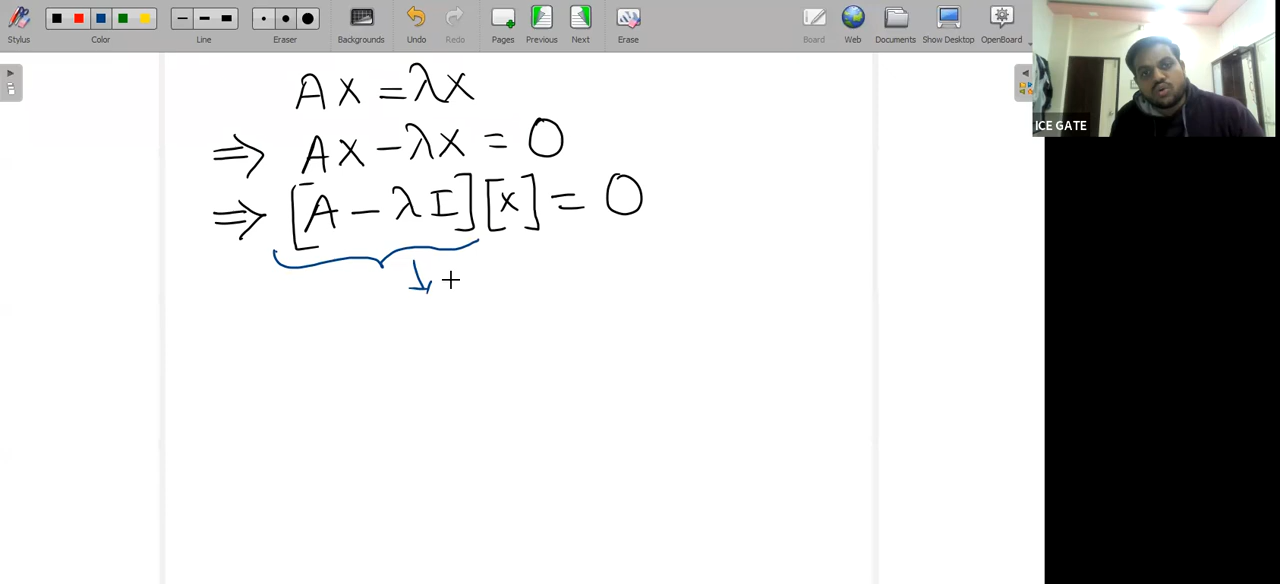 Stylus
Color
Line
Eraser
Backgrounds
Undo
Redo
Pages
Previous
Next
Erase
Board
Web
Documents
Show Desktop
OpenBoard
ICE GATE
AX = λX
⇒ AX - λX = 0
⇒ [A - λI][X] = 0